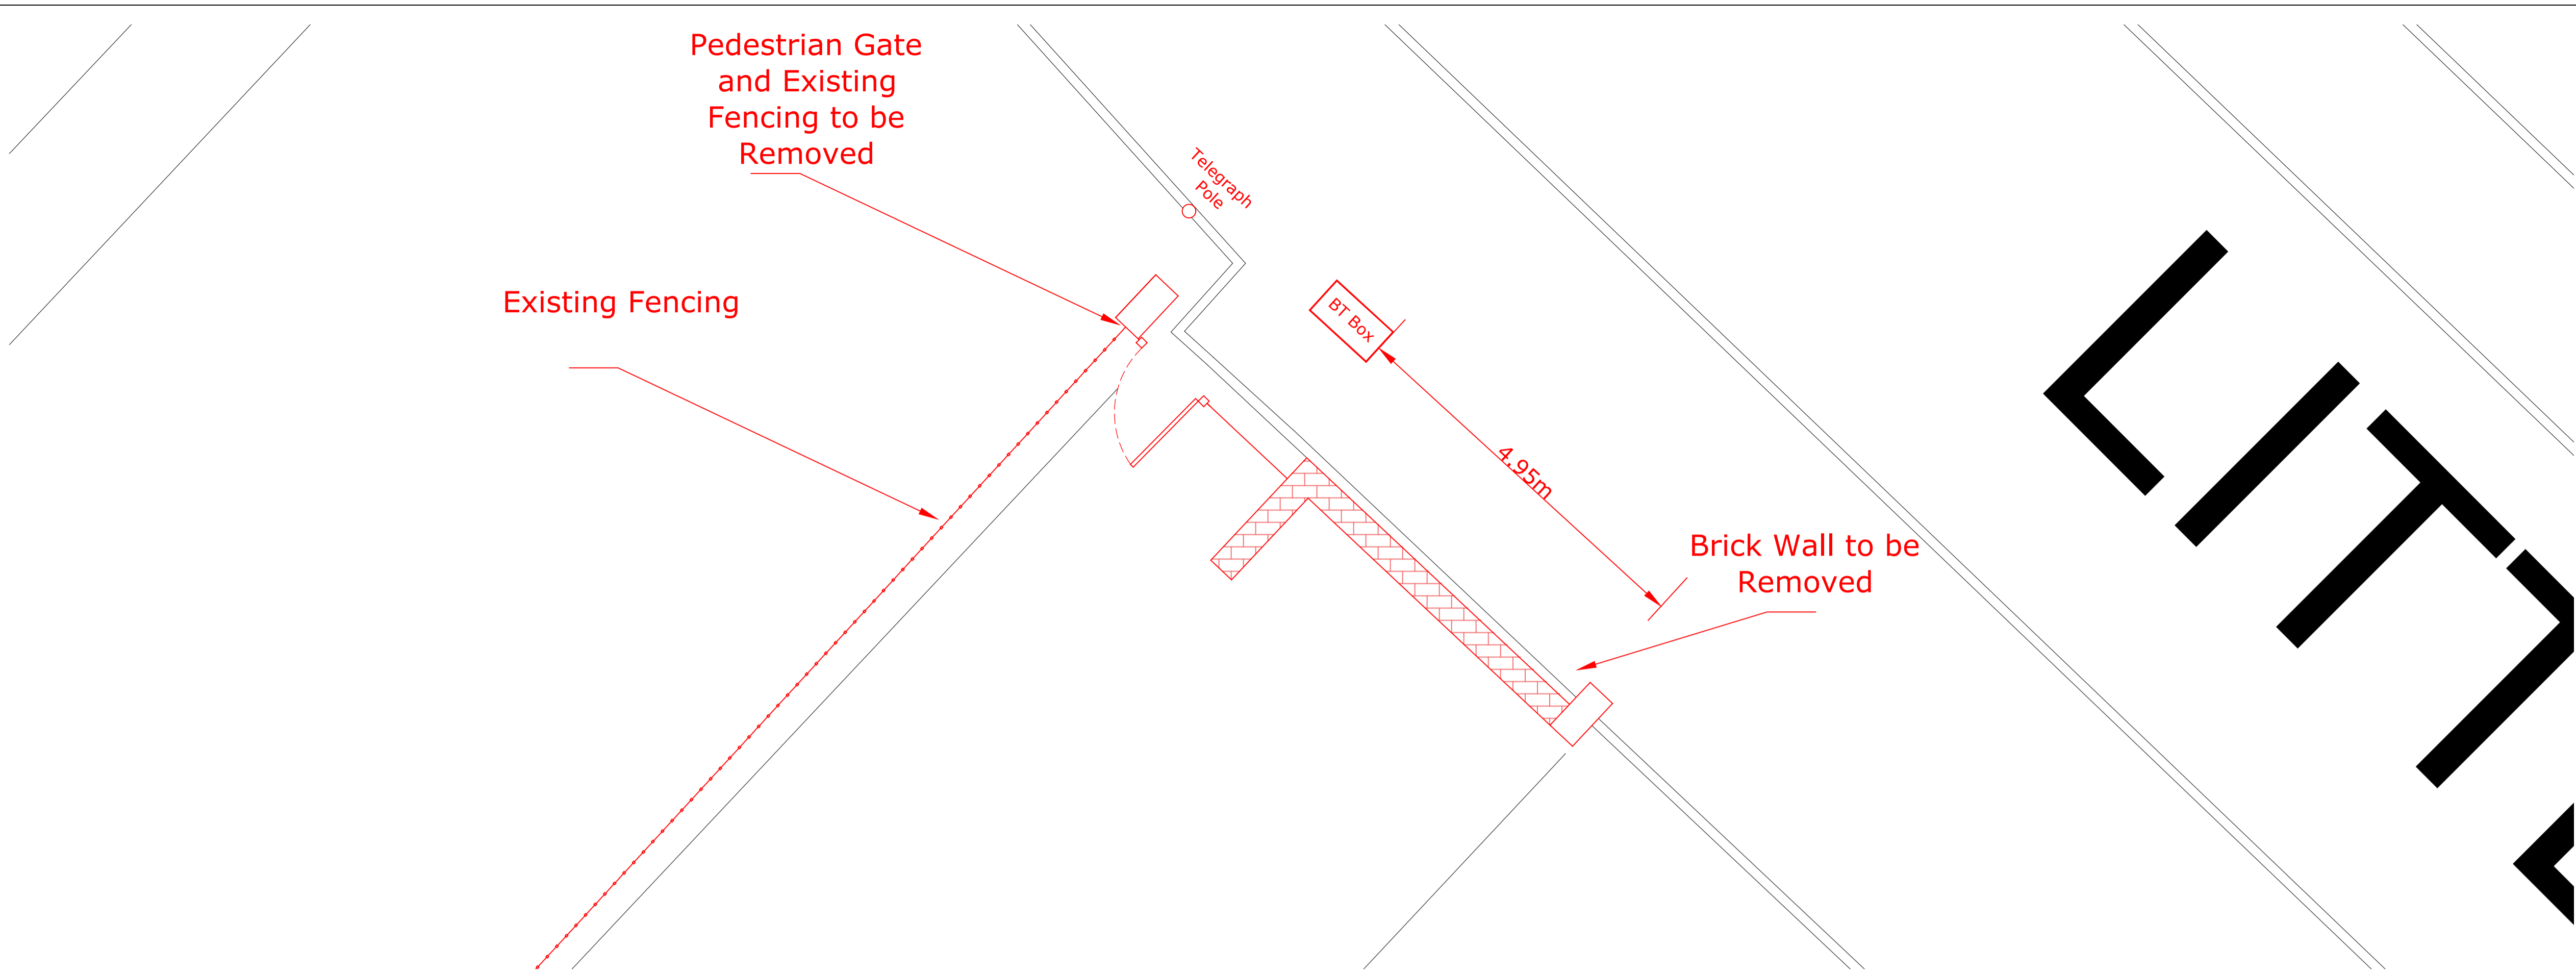 Pedestrian Gate
and Existing
Fencing to be
Removed
Telegraph
Pole
Existing Fencing
BT Box
4.95m
Brick Wall to be
Removed
LITT